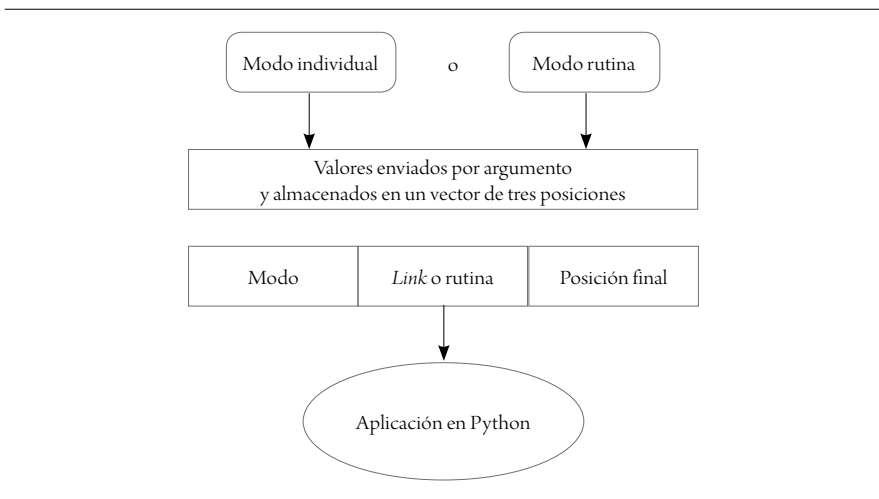 Modo individual o Modo rutina
Valores enviados por argumento
y almacenados en un vector de tres posiciones
Modo Link o rutina Posición final
Aplicación en Python